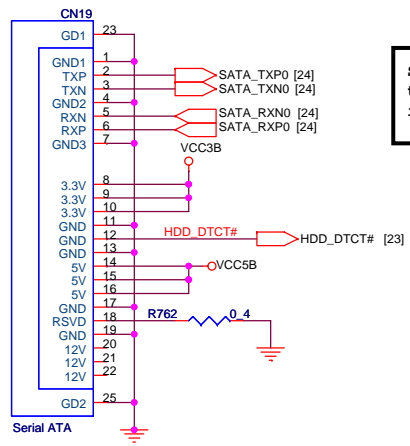 CN19
GD1 23
GND1 1
TXP 2 SATA_TXP0 [24]
TXN 3 SATA_TXN0 [24]
GND2 4
RXN 5 SATA_RXN0 [24]
RXP 6 SATA_RXP0 [24]
GND3 7
VCC3B
3.3V 8
3.3V 9
3.3V 10
GND 11
GND 12 HDD_DTCT# HDD_DTCT# [23]
GND 13
5V 14 VCC5B
5V 15
5V 16
GND 17
RSVD 18 R762 0_4
GND 19
12V 20
12V 21
12V 22
GD2 25
Serial ATA